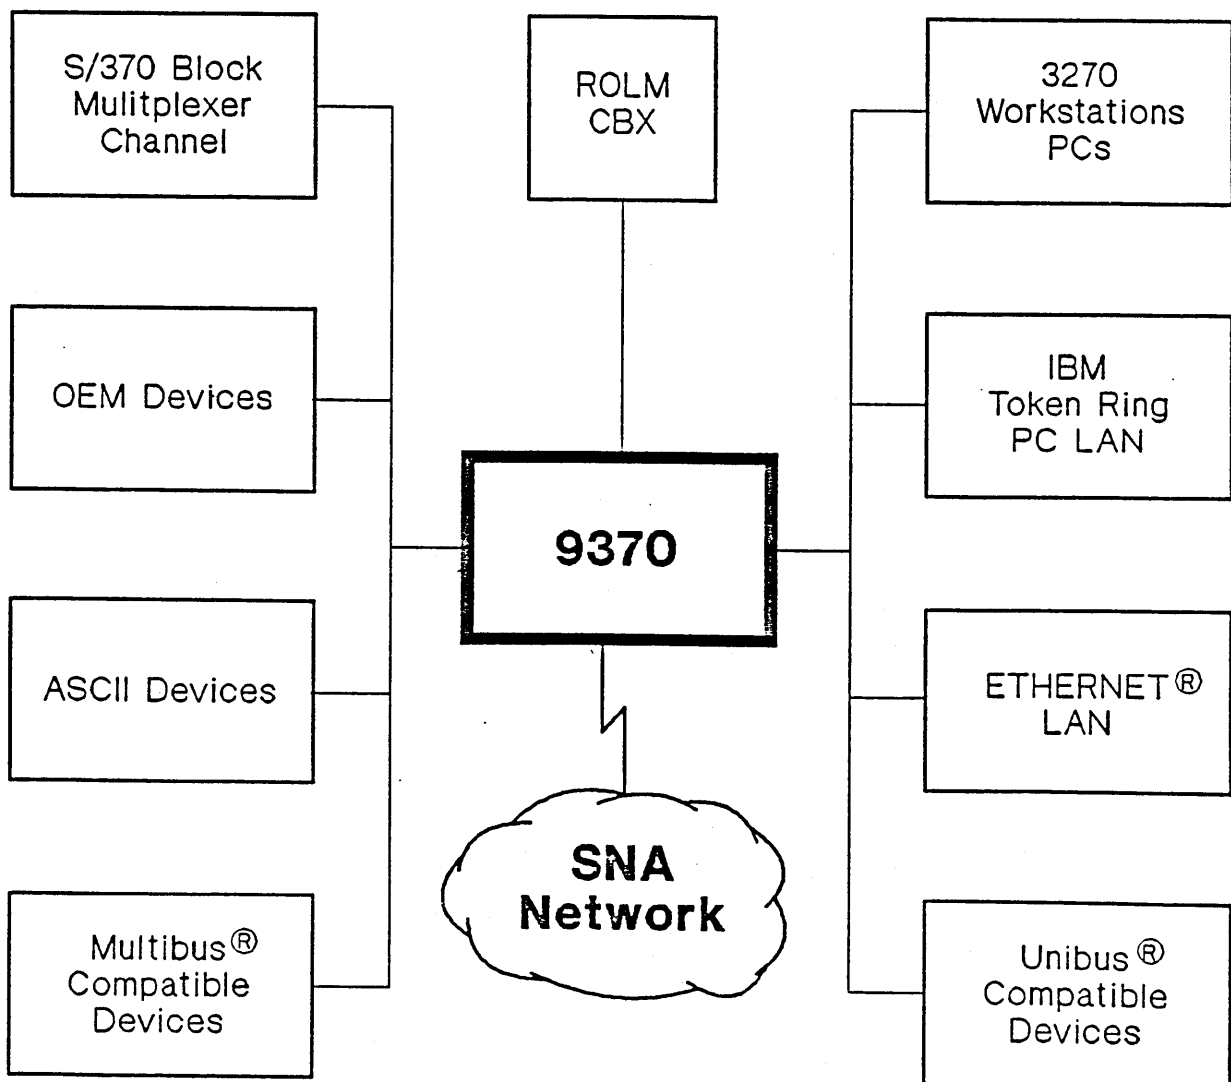 S/370 Block
Mulitplexer
Channel
ROLM
CBX
3270
Workstations
PCs
OEM Devices
IBM
Token Ring
PC LAN
9370
ASCII Devices
ETHERNET®
LAN
SNA
Network
Multibus®
Compatible
Devices
Unibus®
Compatible
Devices